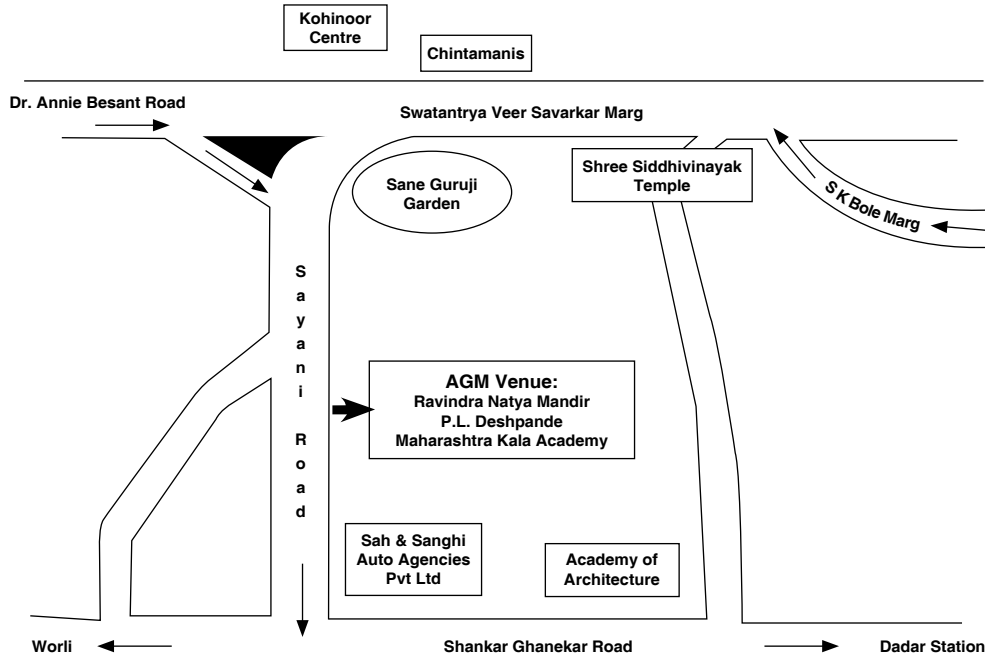 Kohinoor
Centre
Chintamanis
Dr. Annie Besant Road
Swatantrya Veer Savarkar Marg
Sane Guruji
Garden
Shree Siddhivinayak
Temple
S K Bole Marg
Sayani Road
AGM Venue:
Ravindra Natya Mandir
P.L. Deshpande
Maharashtra Kala Academy
Sah & Sanghi
Auto Agencies
Pvt Ltd
Academy of
Architecture
Worli
Shankar Ghanekar Road
Dadar Station